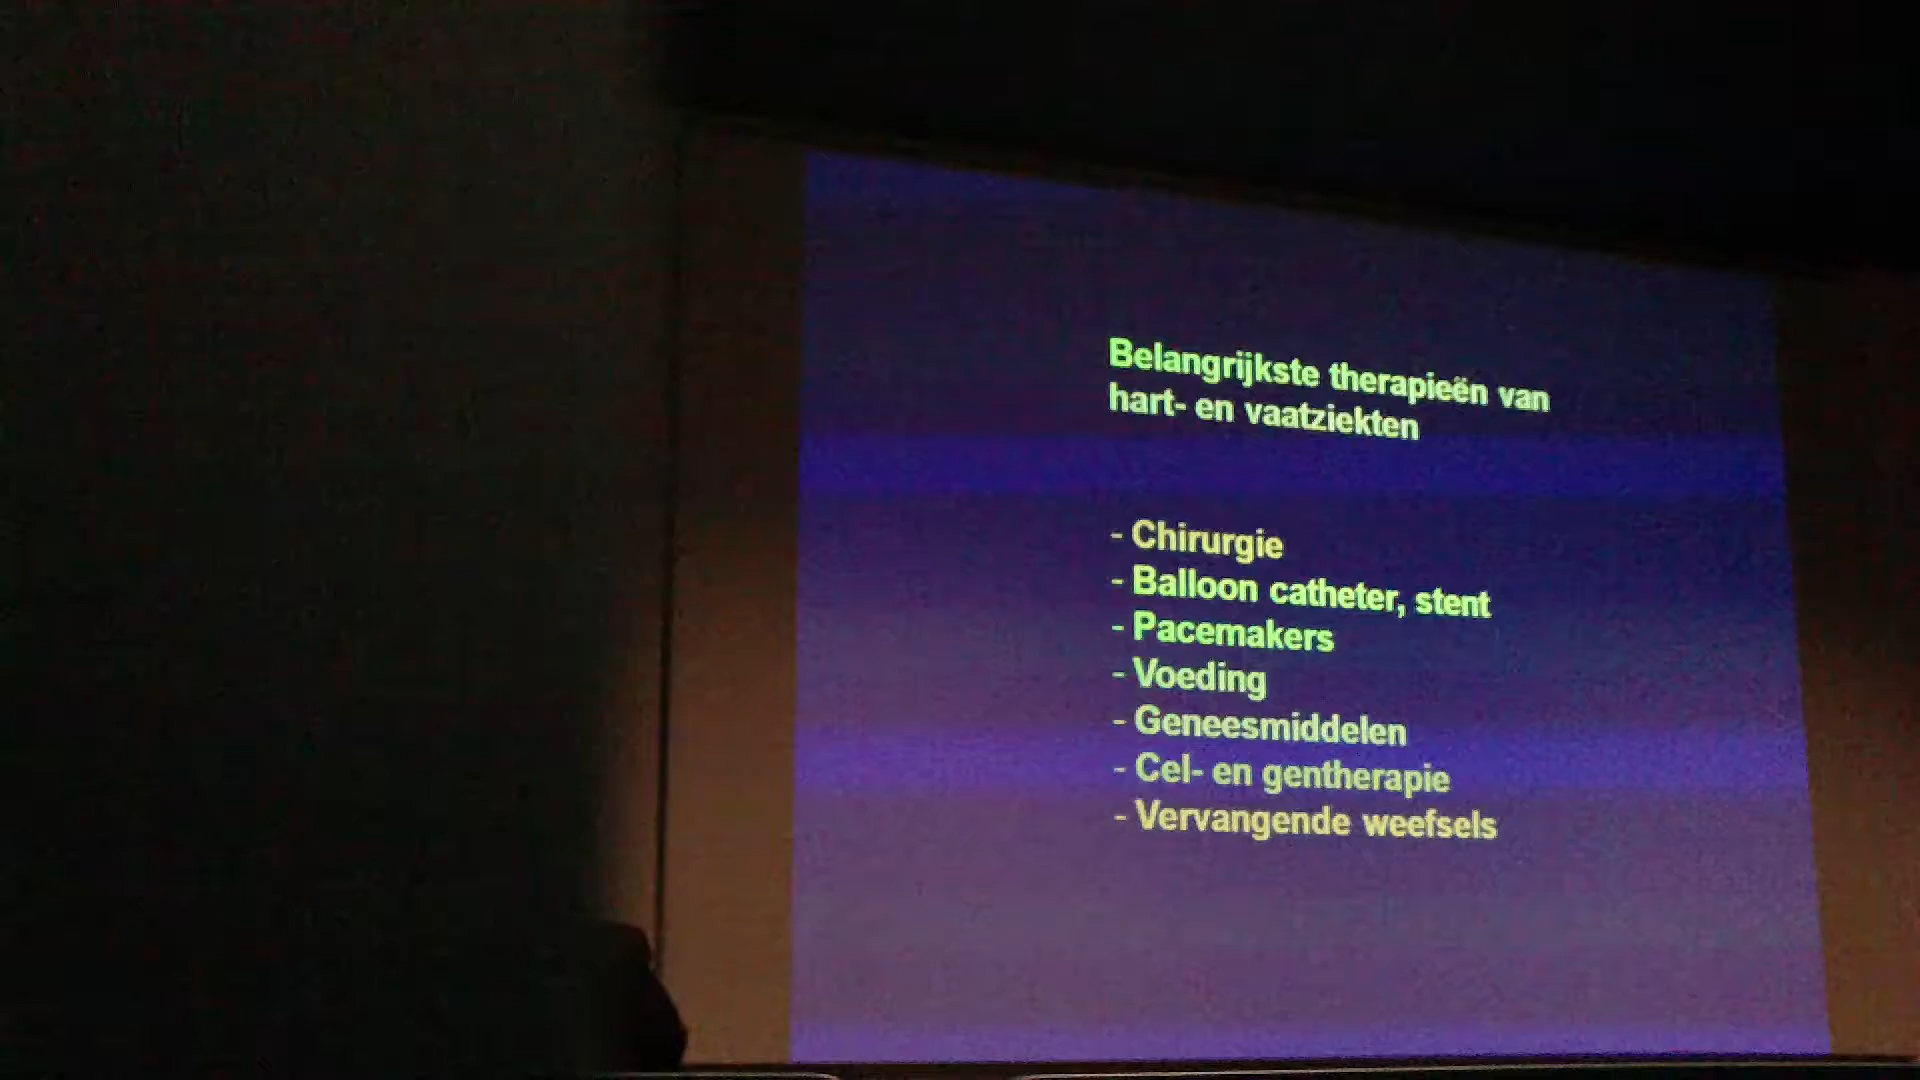 Belangrijkste therapieën van
hart- en vaatziekten
- Chirurgie
- Balloon catheter, stent
- Pacemakers
- Voeding
- Geneesmiddelen
- Cel- en gentherapie
- Vervangende weefsels